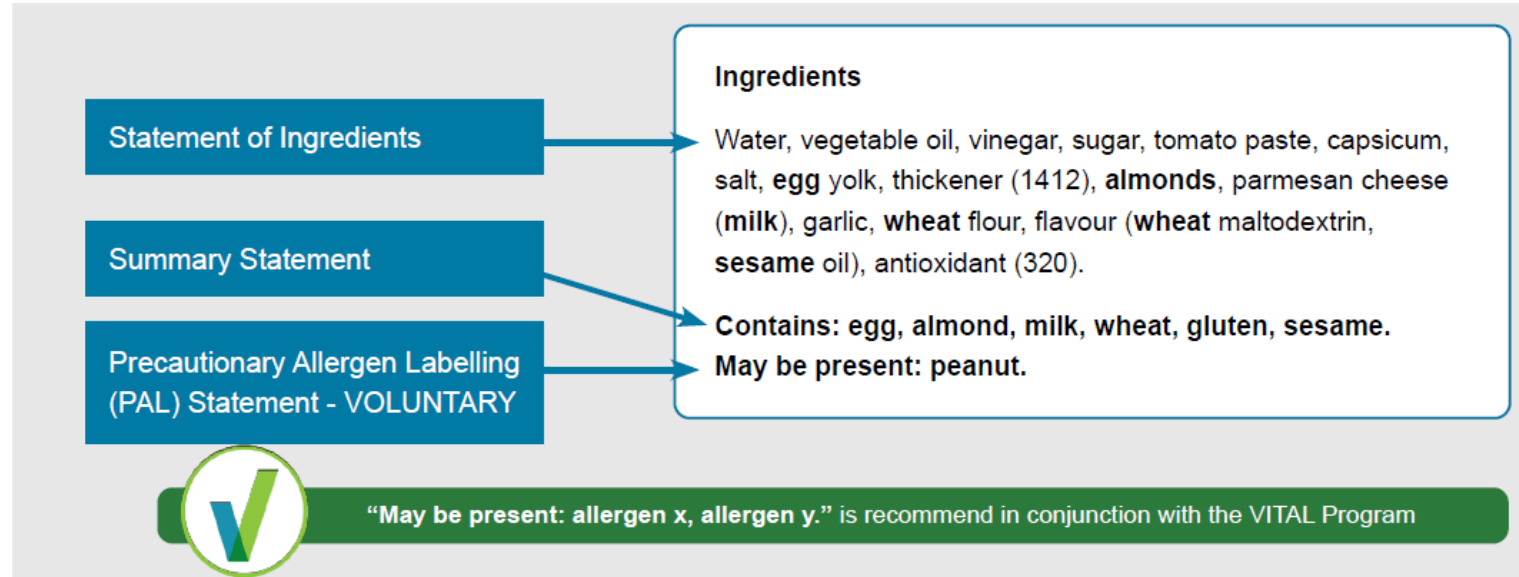 Statement of Ingredients
Summary Statement
Precautionary Allergen Labelling
(PAL) Statement - VOLUNTARY
Ingredients
Water, vegetable oil, vinegar, sugar, tomato paste, capsicum,
salt, egg yolk, thickener (1412), almonds, parmesan cheese
(milk), garlic, wheat flour, flavour (wheat maltodextrin,
sesame oil), antioxidant (320).
Contains: egg, almond, milk, wheat, gluten, sesame.
May be present: peanut.
“May be present: allergen x, allergen y.” is recommend in conjunction with the VITAL Program